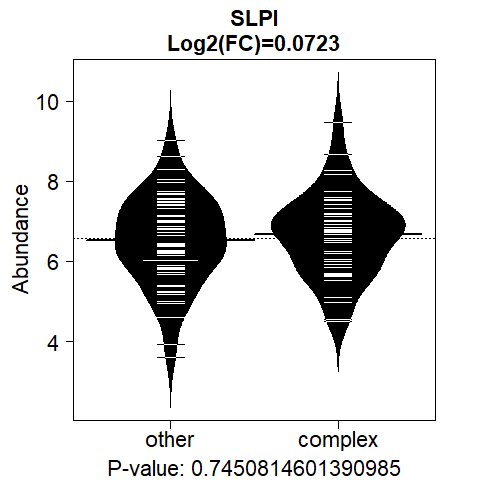 SLPI
Log2(FC)=0.0723
Abundance
10
8
6
4
other complex
P-value: 0.7450814601390985